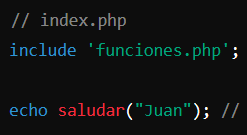 // index.php
include 'funciones.php';
echo saludar("Juan"); //